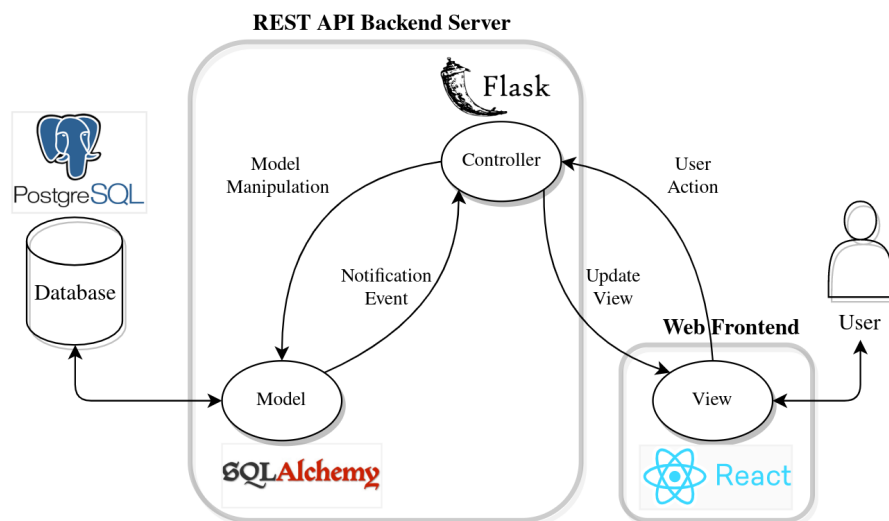 REST API Backend Server
Flask
PostgreSQL
Controller
Model
Manipulation
User
Action
Database
Notification
Event
Update
View
User
Web Frontend
Model
View
SQLAlchemy
React